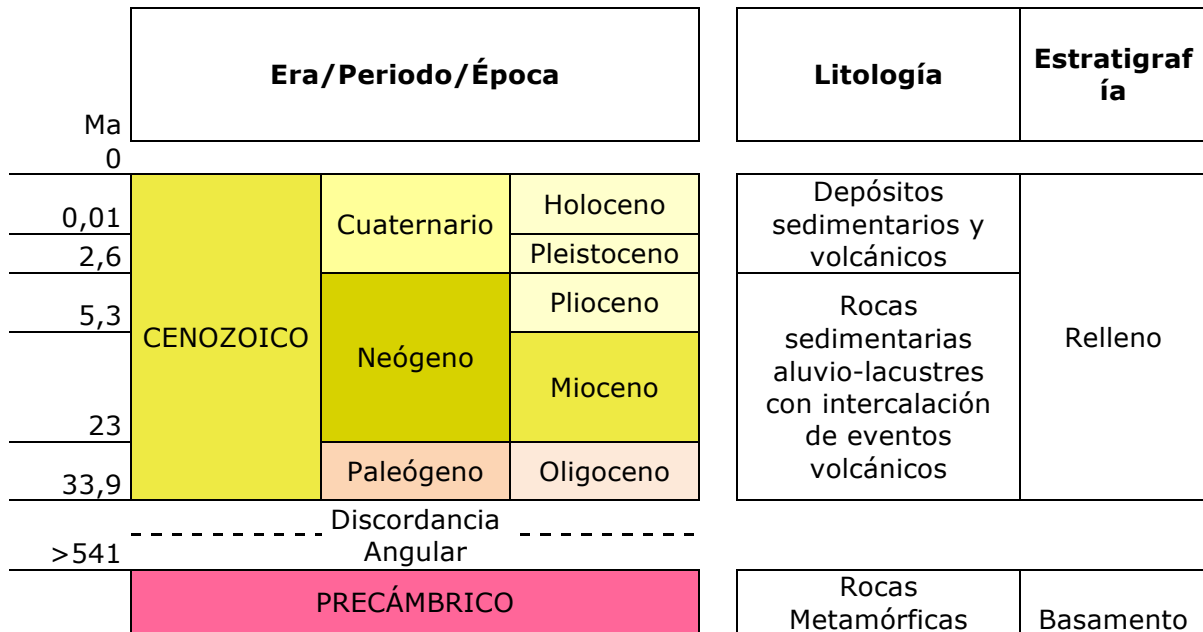 Era/Periodo/Época
Litología
Estratigraf
ía
Ma
0
0,01
2,6
5,3
23
33,9
>541
CENOZOICO
Cuaternario
Holoceno
Pleistoceno
Neógeno
Plioceno
Mioceno
Paleógeno
Oligoceno
Depósitos
sedimentarios y
volcánicos
Rocas
sedimentarias
aluvio-lacustres
con intercalación
de eventos
volcánicos
Relleno
Discordancia
Angular
PRECÁMBRICO
Rocas
Metamórficas
Basamento